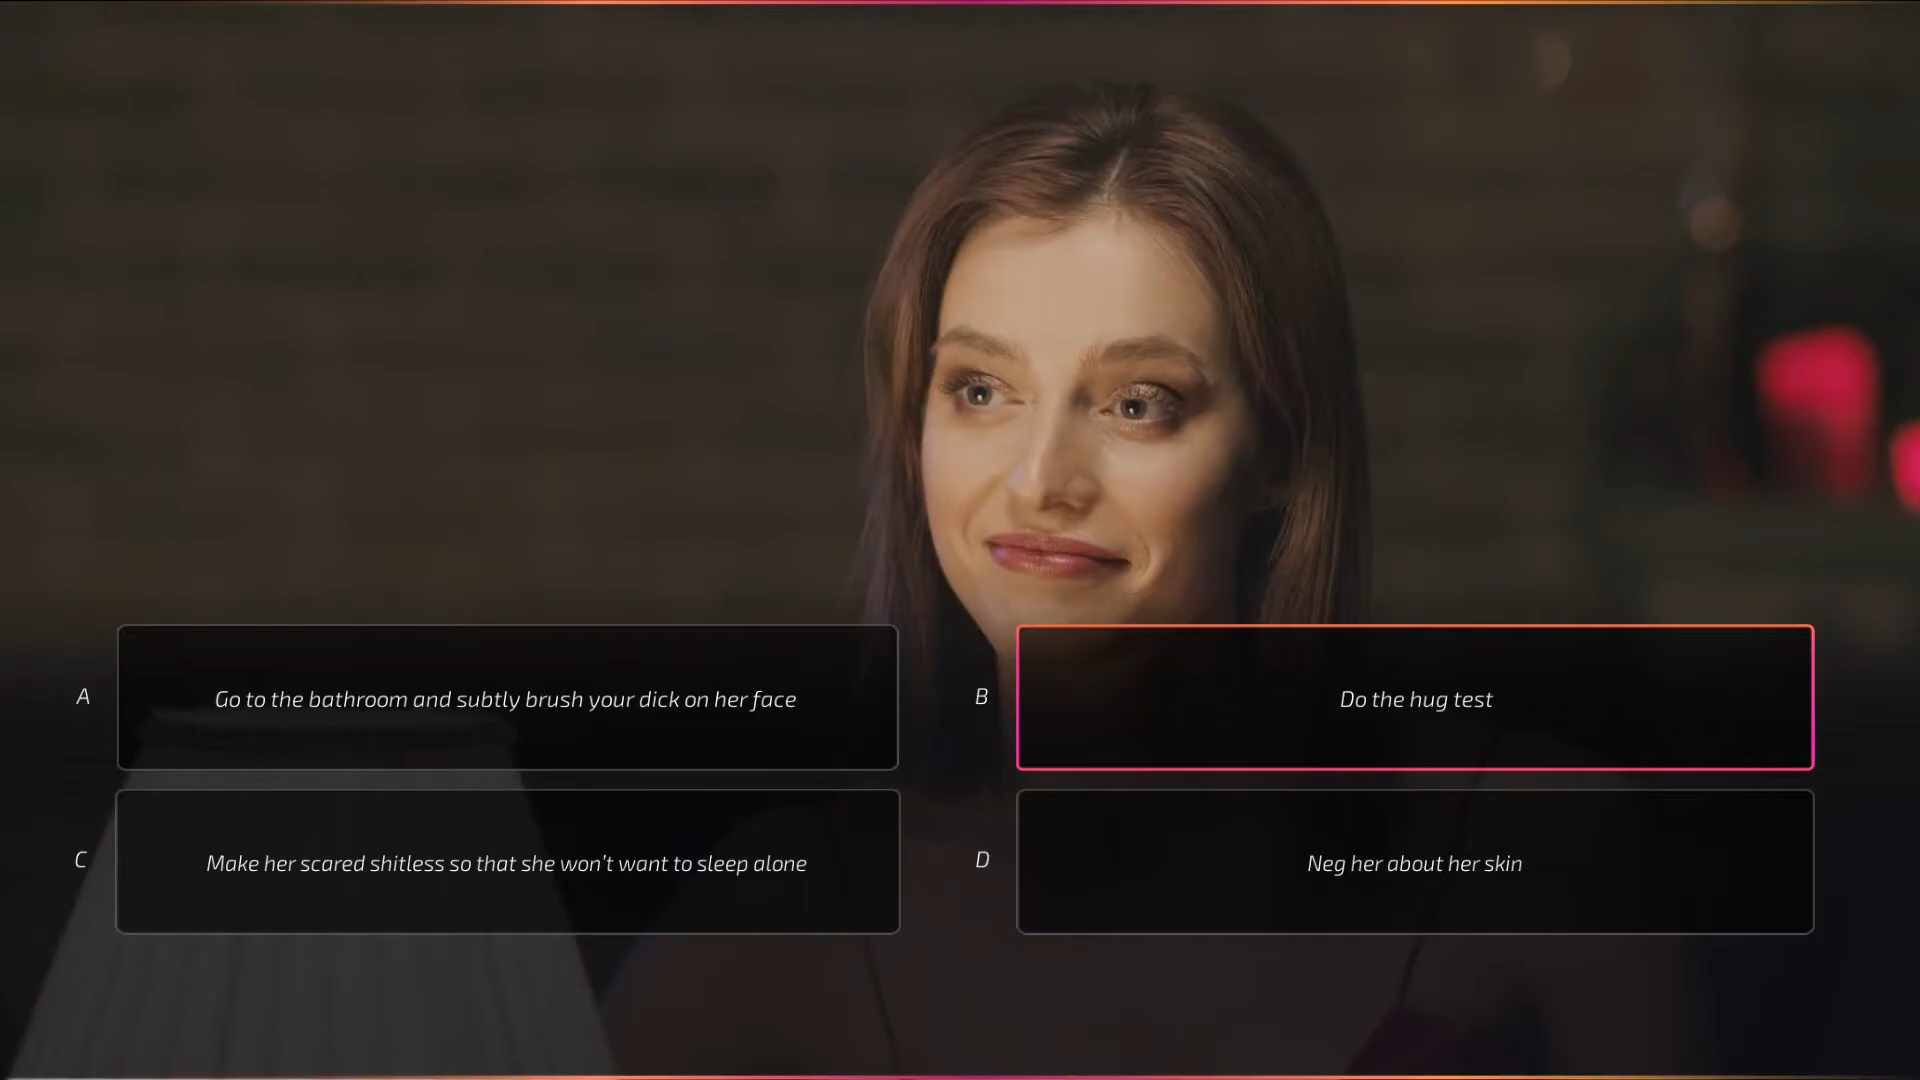 A
Go to the bathroom and subtly brush your dick on her face
B
Do the hug test
C
Make her scared shitless so that she won't want to sleep alone
D
Neg her about her skin